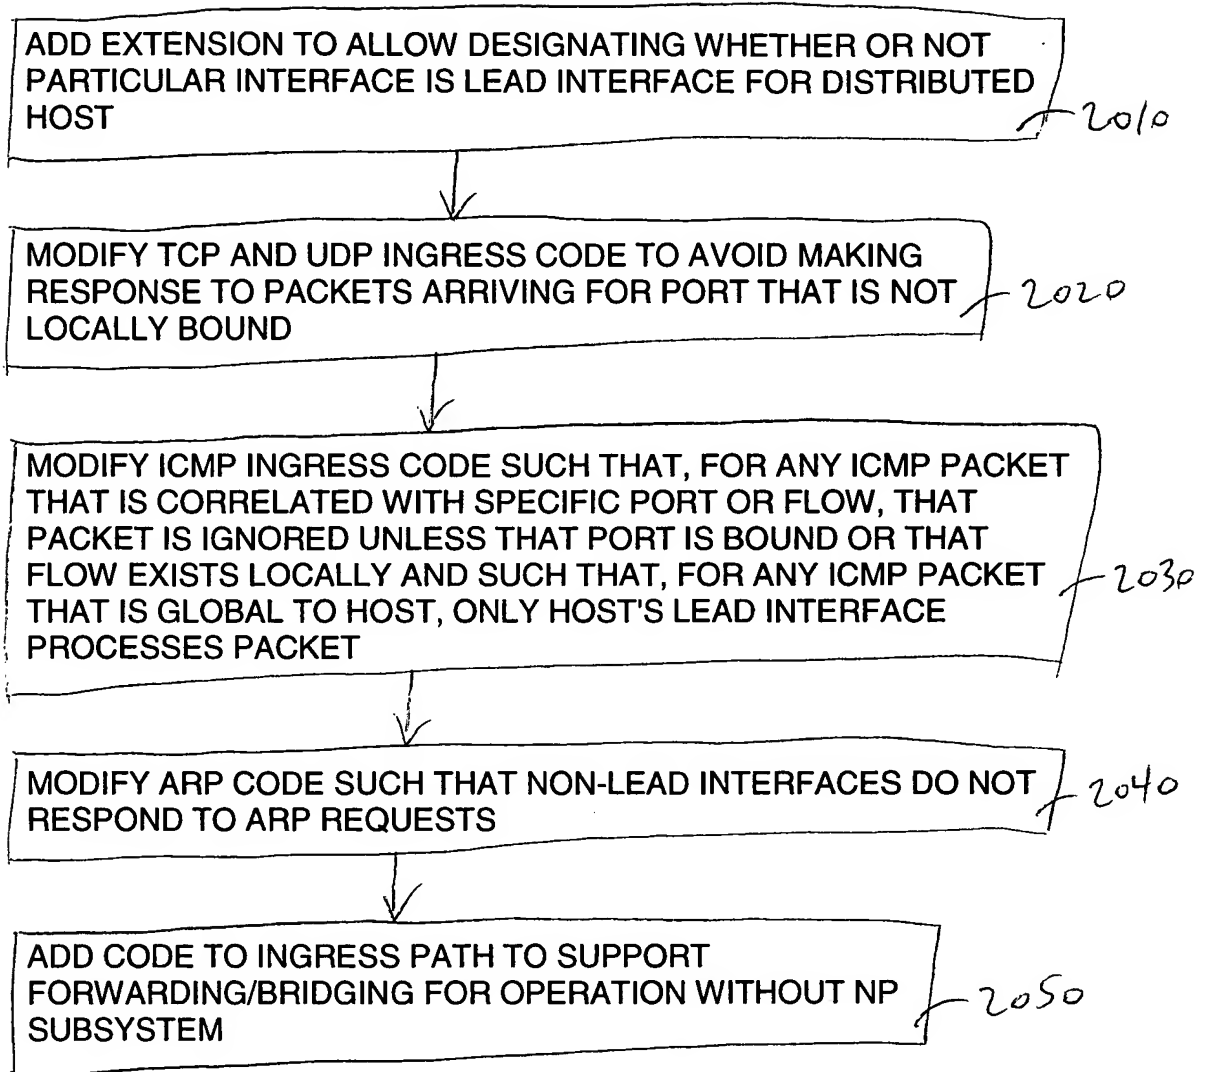 ADD EXTENSION TO ALLOW DESIGNATING WHETHER OR NOT
PARTICULAR INTERFACE IS LEAD INTERFACE FOR DISTRIBUTED
HOST
2010
MODIFY TCP AND UDP INGRESS CODE TO AVOID MAKING
RESPONSE TO PACKETS ARRIVING FOR PORT THAT IS NOT
LOCALLY BOUND
2020
MODIFY ICMP INGRESS CODE SUCH THAT, FOR ANY ICMP PACKET
THAT IS CORRELATED WITH SPECIFIC PORT OR FLOW, THAT
PACKET IS IGNORED UNLESS THAT PORT IS BOUND OR THAT
FLOW EXISTS LOCALLY AND SUCH THAT, FOR ANY ICMP PACKET
THAT IS GLOBAL TO HOST, ONLY HOST'S LEAD INTERFACE
PROCESSES PACKET
2030
MODIFY ARP CODE SUCH THAT NON-LEAD INTERFACES DO NOT
RESPOND TO ARP REQUESTS
2040
ADD CODE TO INGRESS PATH TO SUPPORT
FORWARDING/BRIDGING FOR OPERATION WITHOUT NP
SUBSYSTEM
2050